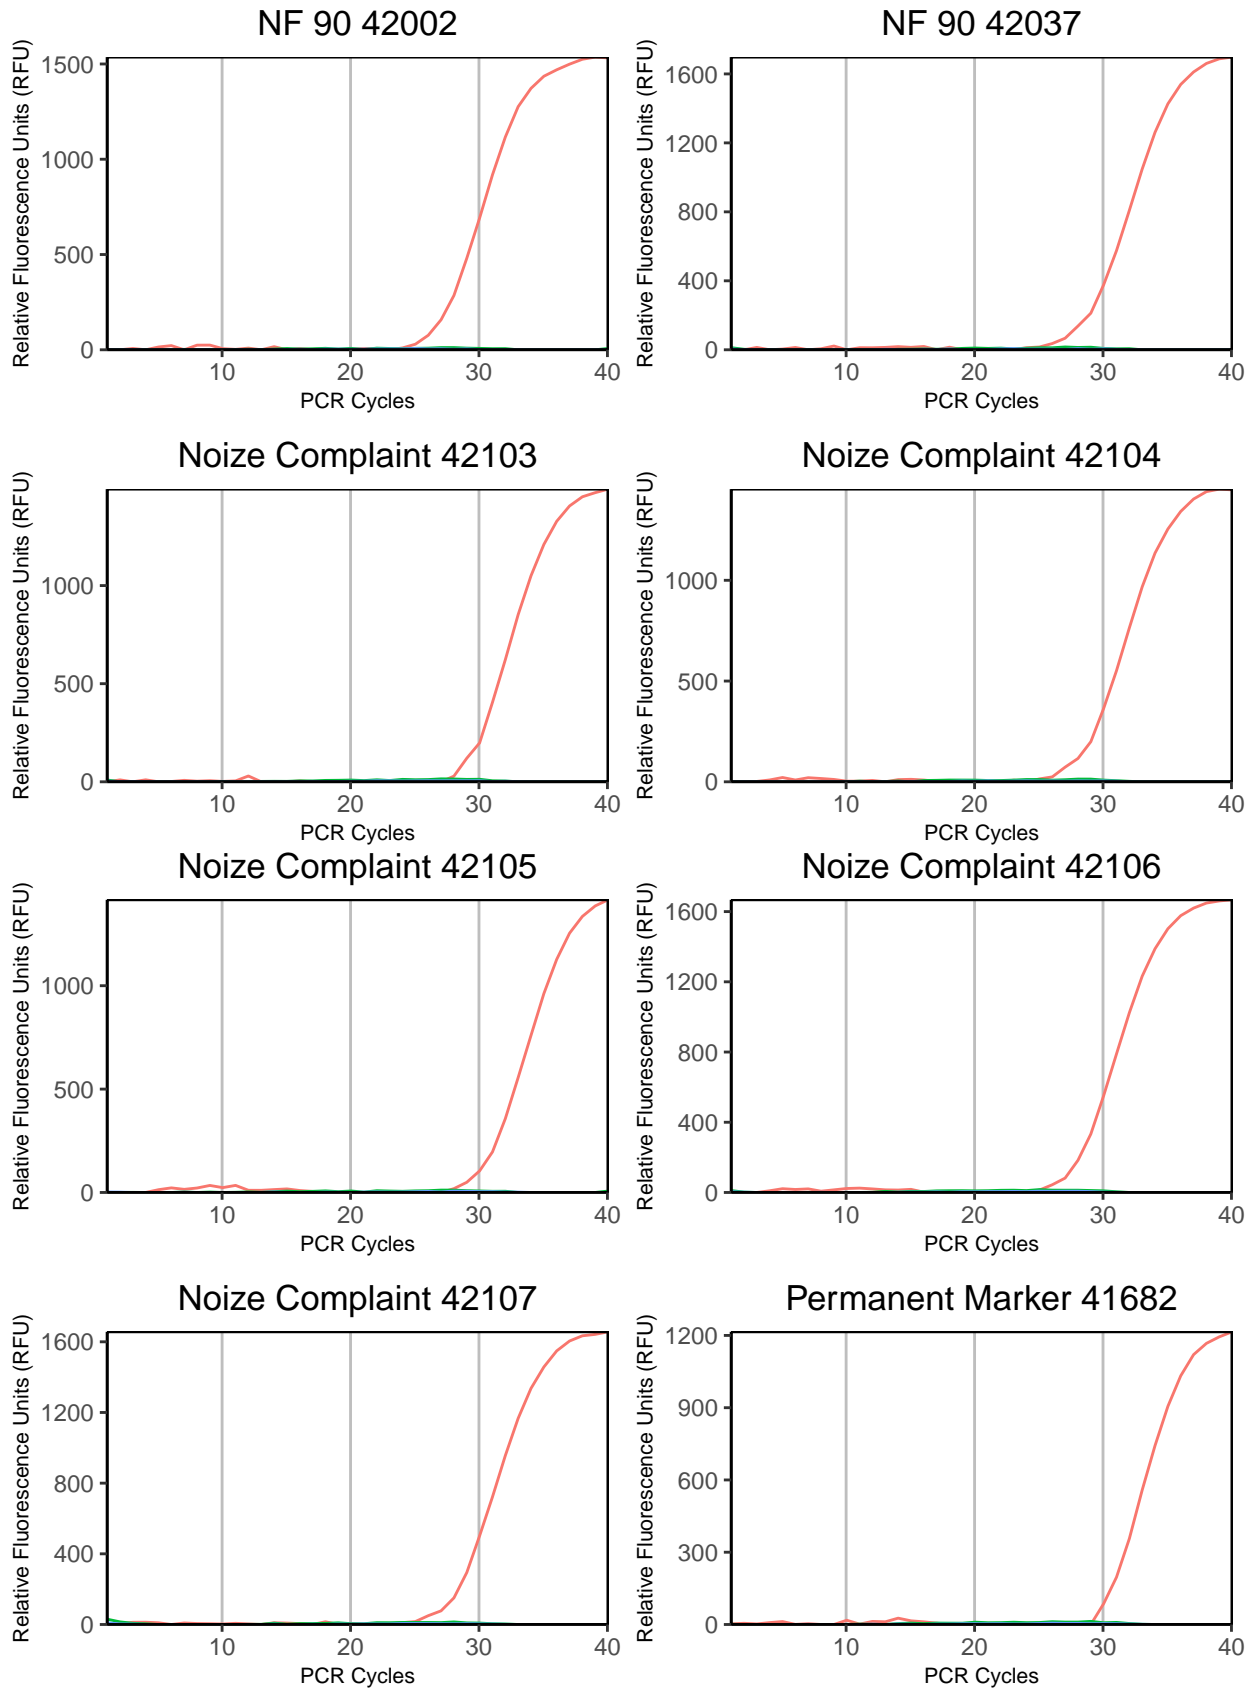 NF 90 42002
NF 90 42037
Relative Fluorescence Units (RFU)
1500
1000
500
0
10
20
30
40
PCR Cycles
Relative Fluorescence Units (RFU)
1600
1200
800
400
0
10
20
30
40
PCR Cycles
Noize Complaint 42103
Noize Complaint 42104
Relative Fluorescence Units (RFU)
1000
500
0
10
20
30
40
PCR Cycles
Relative Fluorescence Units (RFU)
1000
500
0
10
20
30
40
PCR Cycles
Noize Complaint 42105
Noize Complaint 42106
Relative Fluorescence Units (RFU)
1000
500
0
10
20
30
40
PCR Cycles
Relative Fluorescence Units (RFU)
1600
1200
800
400
0
10
20
30
40
PCR Cycles
Noize Complaint 42107
Permanent Marker 41682
Relative Fluorescence Units (RFU)
1600
1200
800
400
0
10
20
30
40
PCR Cycles
Relative Fluorescence Units (RFU)
1200
900
600
300
0
10
20
30
40
PCR Cycles